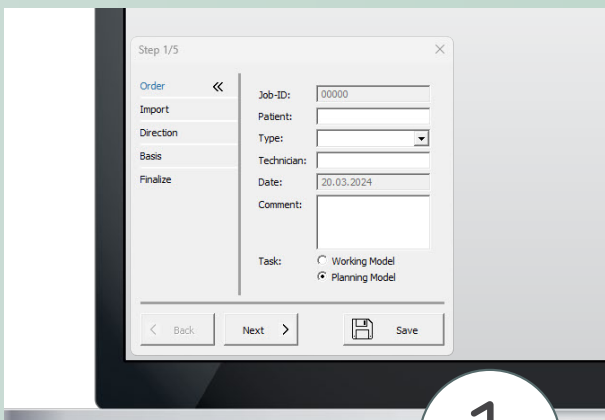 Step 1/5
Order
Import
Direction
Basis
Finalize
Job-ID: 00000
Patient:
Type:
Technician:
Date: 20.03.2024
Comment:
Task: Working Model
Planning Model
< Back
Next >
Save
1